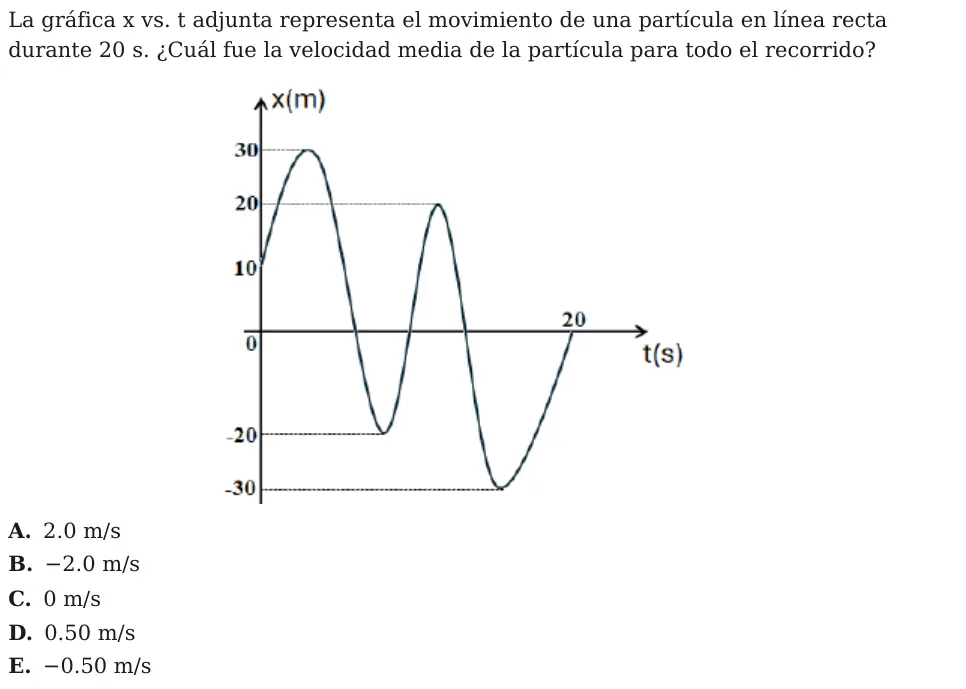 La gráfica x vs. t adjunta representa el movimiento de una partícula en línea recta
durante 20 s. ¿Cuál fue la velocidad media de la partícula para todo el recorrido?
x(m)
30
20
10
20
0
t(s)
-20
-30
A. 2.0 m/s
B. −2.0 m/s
C. 0 m/s
D. 0.50 m/s
E. −0.50 m/s